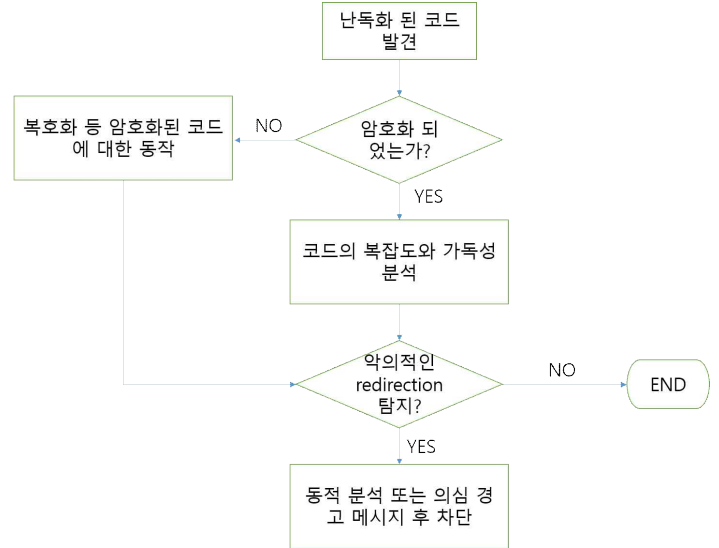 난독화 된 코드
발견
암호화 되
었는가?
NO
복호화 등 암호화된 코드
에 대한 동작
YES
코드의 복잡도와 가독성
분석
악의적인
redirection
탐지?
NO
END
YES
동적 분석 또는 의심 경
고 메시지 후 차단